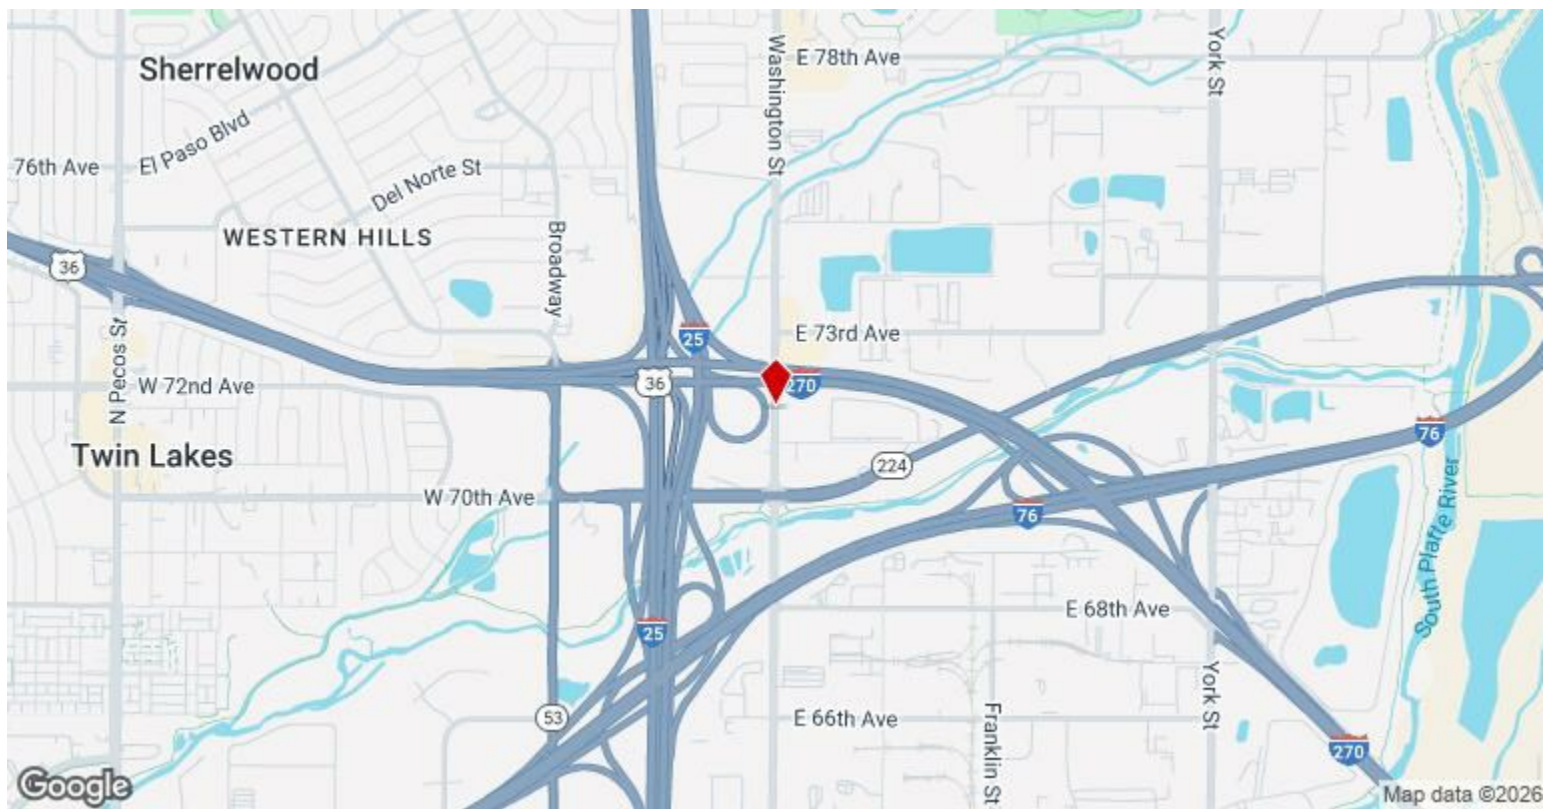 Sherrelwood
E 78th Ave
York St
Washington St
El Paso Blvd
76th Ave
Del Norte St
WESTERN HILLS
Broadway
36
N Pecos St
25
E 73rd Ave
W 72nd Ave
36
270
Twin Lakes
224
76
W 70th Ave
76
South Platte River
E 68th Ave
25
York St
53
E 66th Ave
Franklin St
270
Google
Map data ©2026